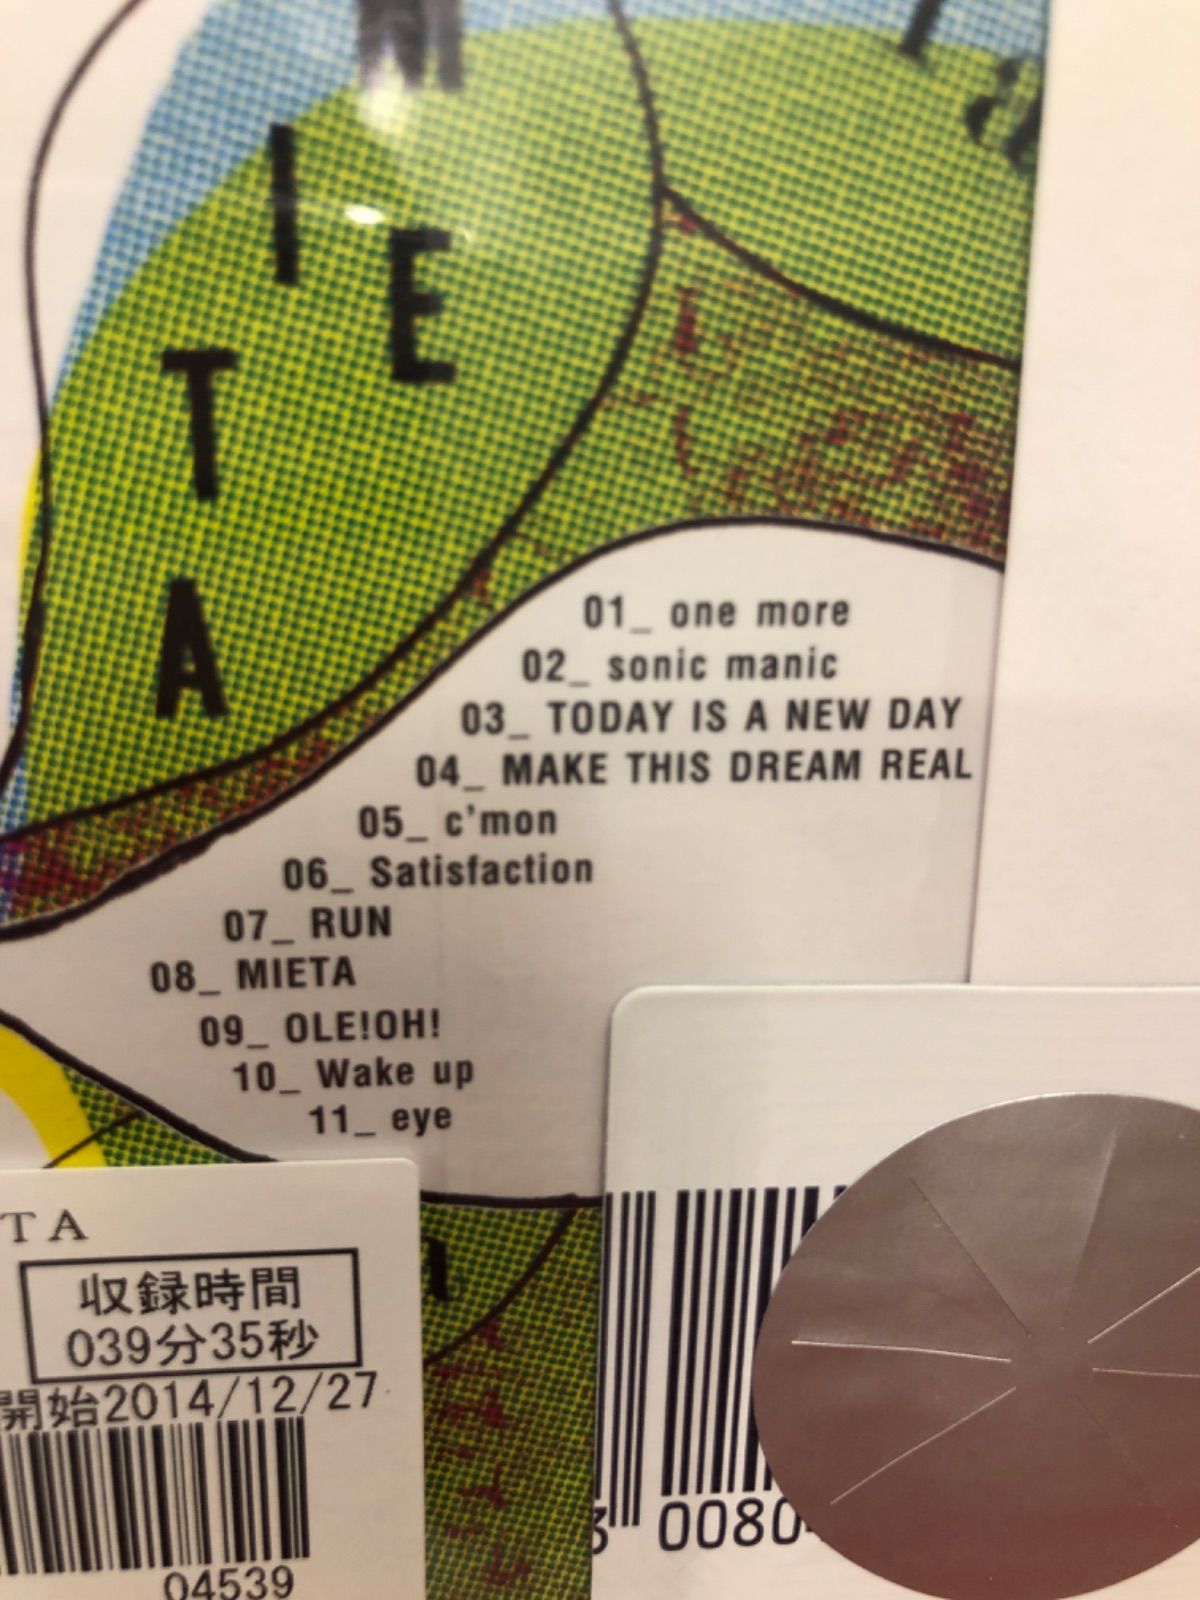 M
I
E
T
A
a
01_ one more
02_ sonic manic
03_ TODAY IS A NEW DAY
04_ MAKE THIS DREAM REAL
05_ c'mon
06_ Satisfaction
07_ RUN
08_ MIETA
09_ OLE!OH!
10_ Wake up
11_ eye
TA
収録時間
039分35秒
開始2014/12/27
04539
0080